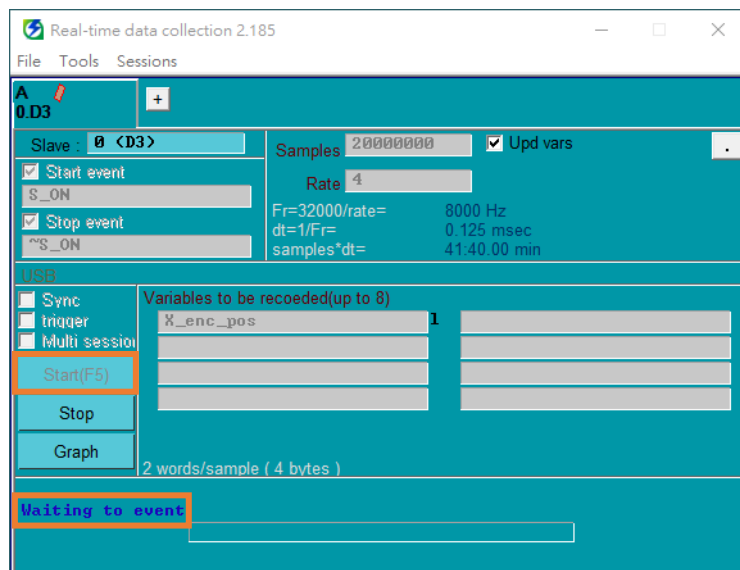 Real-time data collection 2.185
File Tools Sessions
A
0.D3
+
Slave : 0 (D3)
Start event
S_ON
Stop event
~S_ON
Samples 20000000
Upd vars
.
Rate 4
Fr=32000/rate= 8000 Hz
dt=1/Fr= 0.125 msec
samples*dt= 41:40.00 min
USB
Sync
trigger
Multi session
Start(F5)
Stop
Graph
Variables to be recoeded(up to 8)
X_enc_pos 1
2 words/sample ( 4 bytes )
Waiting to event